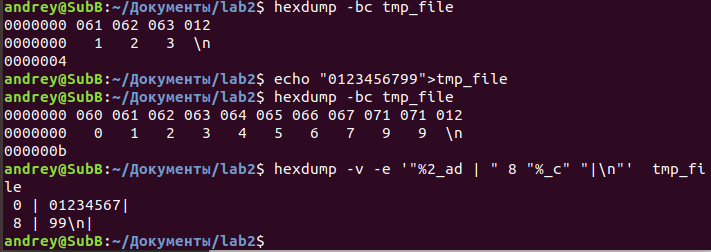 andrey@SubB:~/Документы/lab2$ hexdump -bc tmp_file
0000000 061 062 063 012
0000000   1   2   3  \n
0000004
andrey@SubB:~/Документы/lab2$ echo "0123456799">tmp_file
andrey@SubB:~/Документы/lab2$ hexdump -bc tmp_file
0000000 060 061 062 063 064 065 066 067 071 071 012
0000000   0   1   2   3   4   5   6   7   9   9  \n
000000b
andrey@SubB:~/Документы/lab2$ hexdump -v -e '"%2_ad | " 8 "%_c" "|\n"'  tmp_fi
le
 0 | 01234567|
 8 | 99\n|
andrey@SubB:~/Документы/lab2$